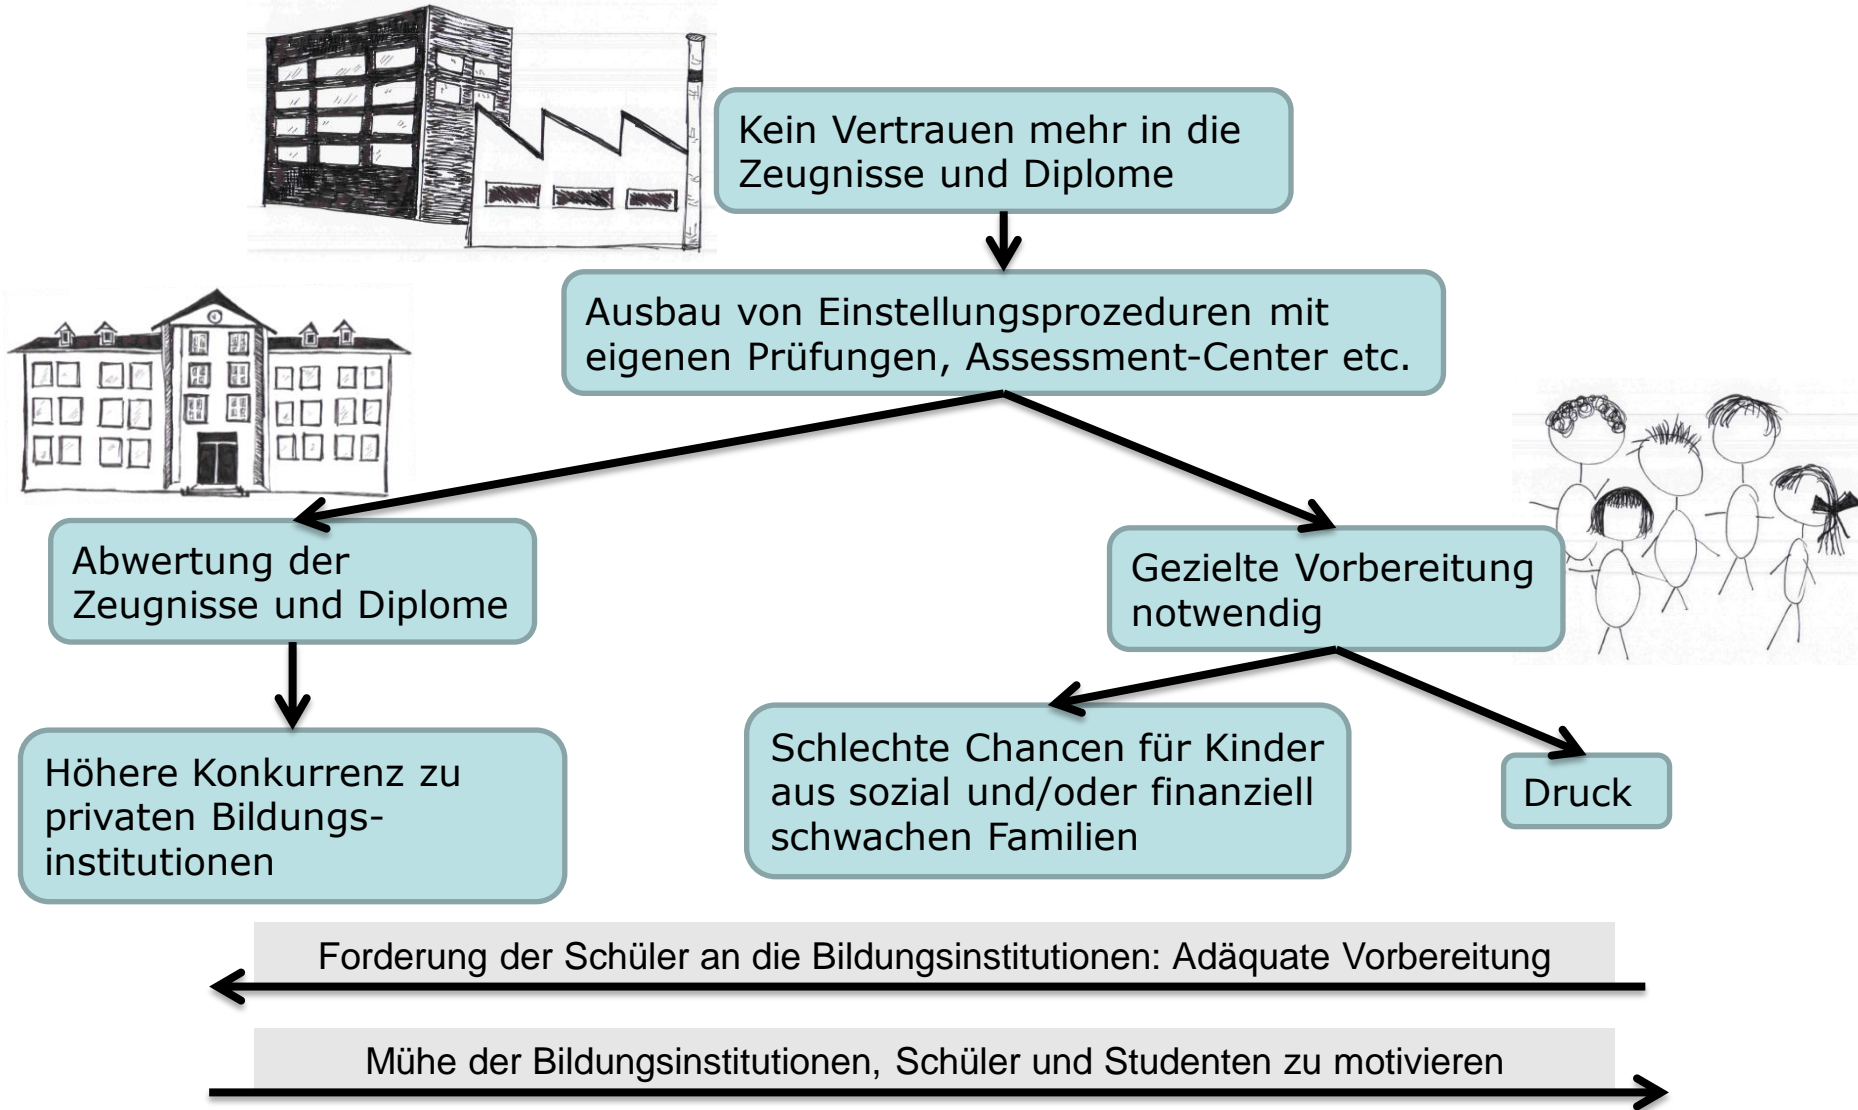 Kein Vertrauen mehr in die
Zeugnisse und Diplome
Ausbau von Einstellungsprozeduren mit
eigenen Prüfungen, Assessment-Center etc.
Abwertung der
Zeugnisse und Diplome
Gezielte Vorbereitung
notwendig
Höhere Konkurrenz zu
privaten Bildungs-
institutionen
Schlechte Chancen für Kinder
aus sozial und/oder finanziell
schwachen Familien
Druck
Forderung der Schüler an die Bildungsinstitutionen: Adäquate Vorbereitung
Mühe der Bildungsinstitutionen, Schüler und Studenten zu motivieren